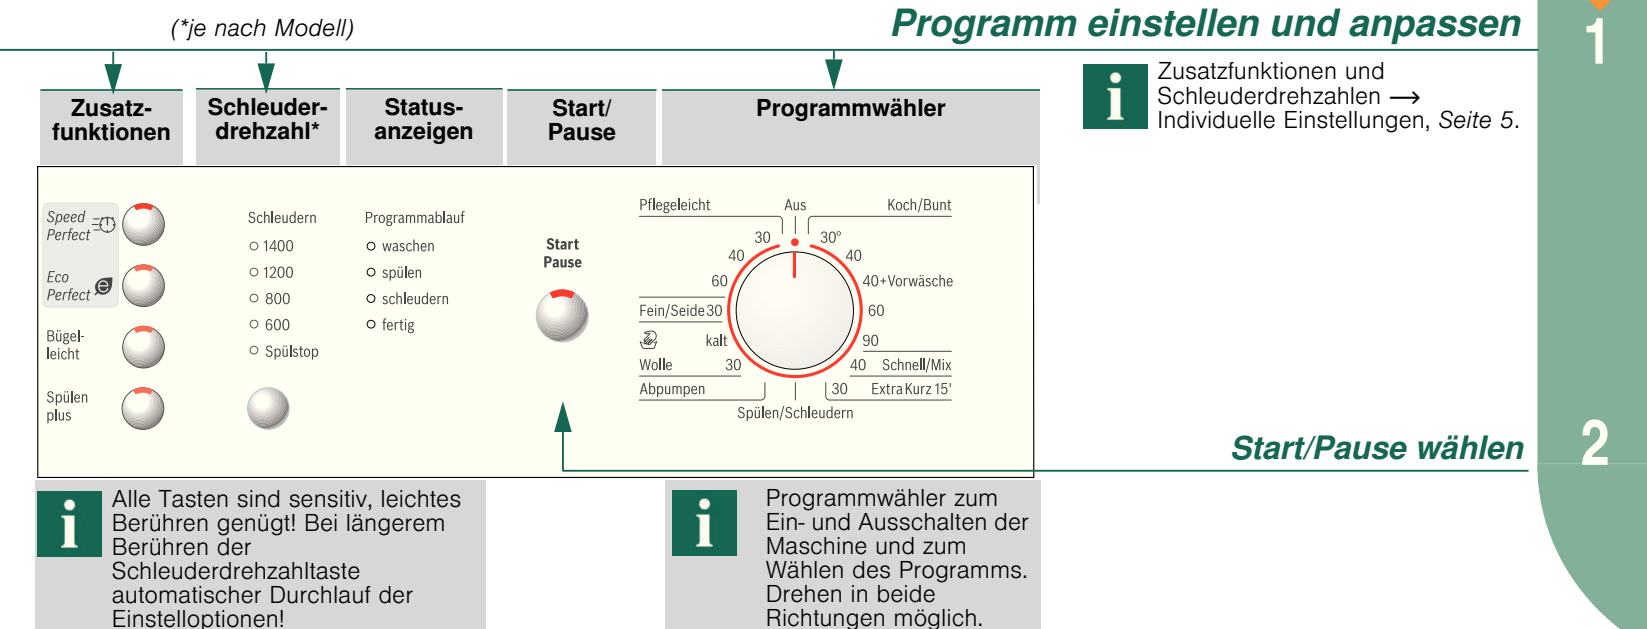 (*je nach Modell)
Programm einstellen und anpassen
1
Zusatz-
funktionen
Schleuder-
drehzahl*
Status-
anzeigen
Start/
Pause
Programmwähler
i
Zusatzfunktionen und
Schleuderdrehzahlen →
Individuelle Einstellungen, Seite 5.
Speed
Perfect
Eco
Perfect
e
Bügel-
leicht
Spülen
plus
Schleudern
1400
1200
800
600
Spülstop
Programmablauf
waschen
spülen
schleudern
fertig
Start
Pause
Pflegeleicht
Aus
Koch/Bunt
30
40
60
Fein/Seide 30
kalt
Wolle 30
Abpumpen
Spülen/Schleudern
30°
40
40+Vorwäsche
60
90
40 Schnell/Mix
30 Extra Kurz 15'
Start/Pause wählen
2
i
Alle Tasten sind sensitiv, leichtes
Berühren genügt! Bei längerem
Berühren der
Schleuderdrehzahltaste
automatischer Durchlauf der
Einstelloptionen!
i
Programmwähler zum
Ein- und Ausschalten der
Maschine und zum
Wählen des Programms.
Drehen in beide
Richtungen möglich.